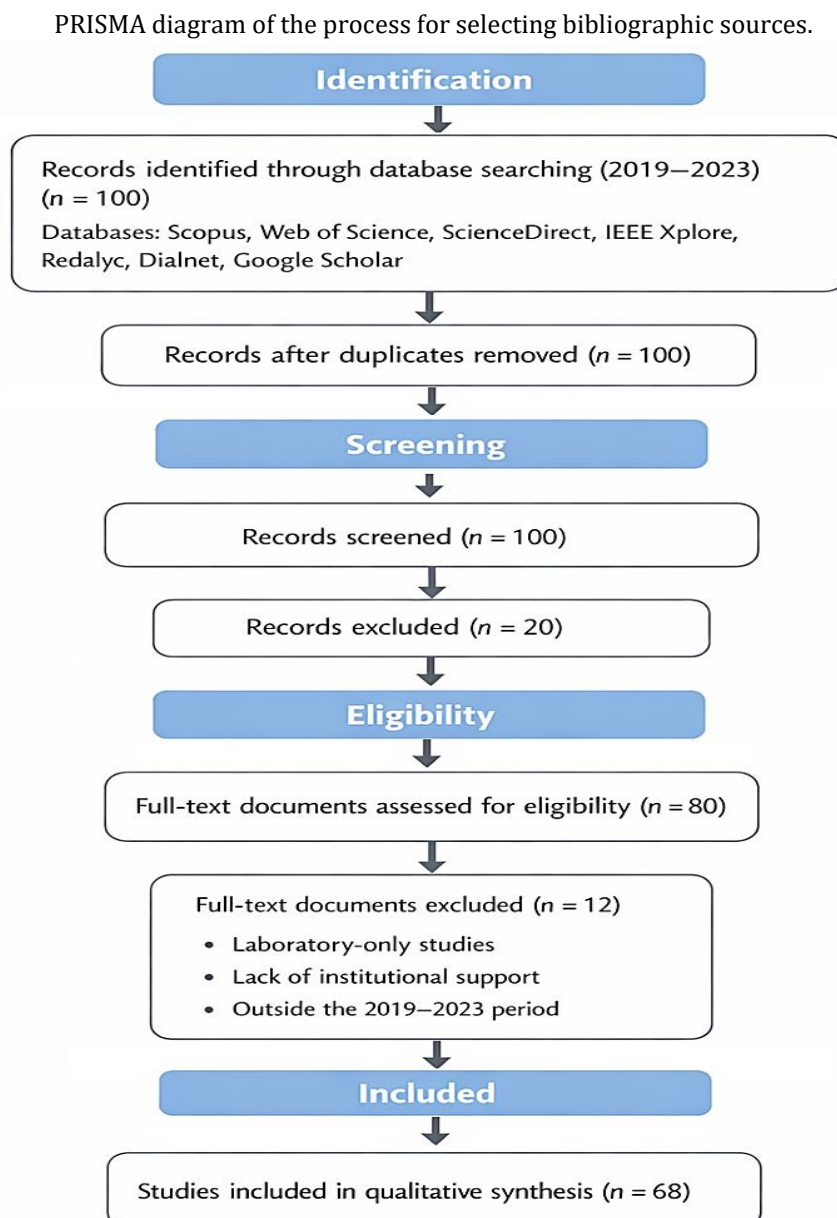 PRISMA diagram of the process for selecting bibliographic sources.
Identification
Records identified through database searching (2019–2023)
(n = 100)
Databases: Scopus, Web of Science, ScienceDirect, IEEE Xplore,
Redalyc, Dialnet, Google Scholar
Records after duplicates removed (n = 100)
Screening
Records screened (n = 100)
Records excluded (n = 20)
Eligibility
Full-text documents assessed for eligibility (n = 80)
Full-text documents excluded (n = 12)
• Laboratory-only studies
• Lack of institutional support
• Outside the 2019–2023 period
Included
Studies included in qualitative synthesis (n = 68)